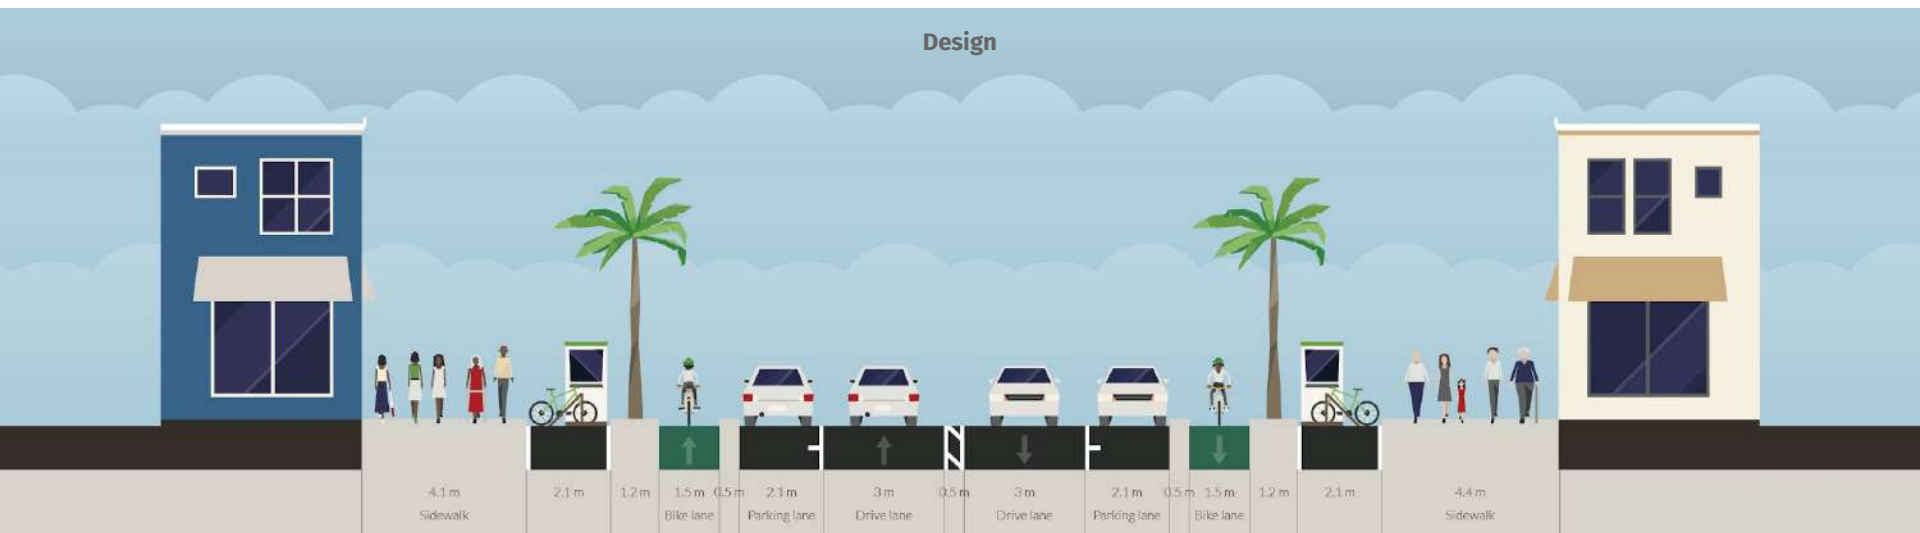 Design
4.1 m 2.1 m 1.2 m 1.5 m 0.5 m 2.1 m 3 m 0.5 m 3 m 2.1 m 0.5 m 1.5 m 1.2 m 2.1 m 4.4 m
Sidewalk Bike lane Parking lane Drive lane Drive lane Parking lane Bike lane Sidewalk